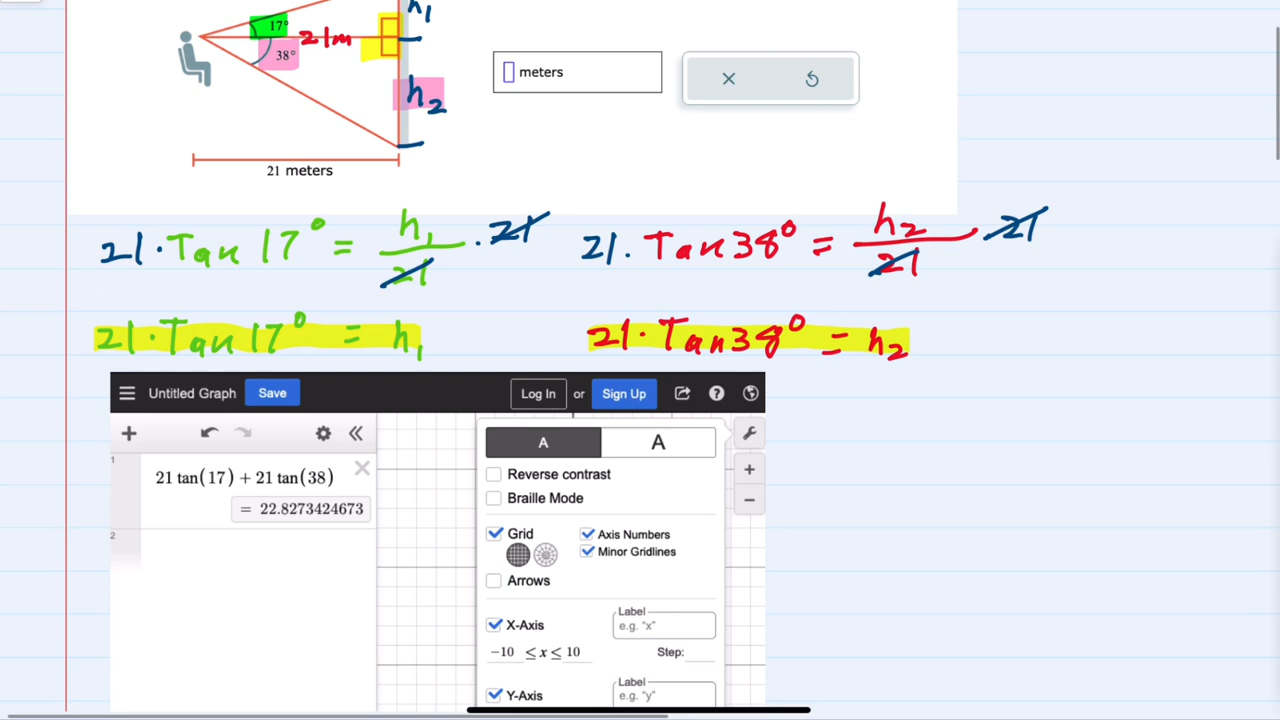 h₁
17°
21m
38°
h₂
meters
21 meters
21 · Tan 17° = h₁/21 · 21
21 · Tan 38° = h₂/21 · 21
21 · Tan 17° = h₁
21 · Tan 38° = h₂
Untitled Graph
Save
Log In or Sign Up
?
A A
1
21 tan(17) + 21 tan(38)
= 22.8273424673
2
Reverse contrast
Braille Mode
Grid
Axis Numbers
Minor Gridlines
Arrows
X-Axis
Label
e.g. "x"
−10 ≤ x ≤ 10
Step:
Y-Axis
Label
e.g. "y"